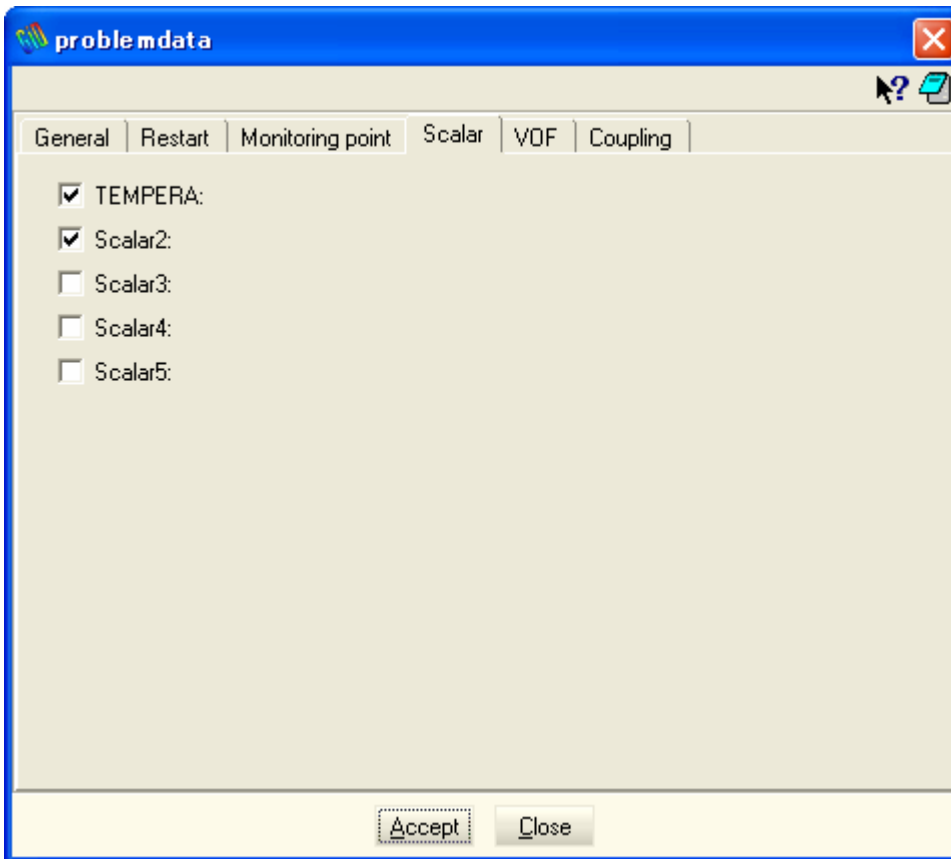 problemdata
General Restart Monitoring point Scalar VOF Coupling
TEMPERA:
Scalar2:
Scalar3:
Scalar4:
Scalar5:
Accept Close